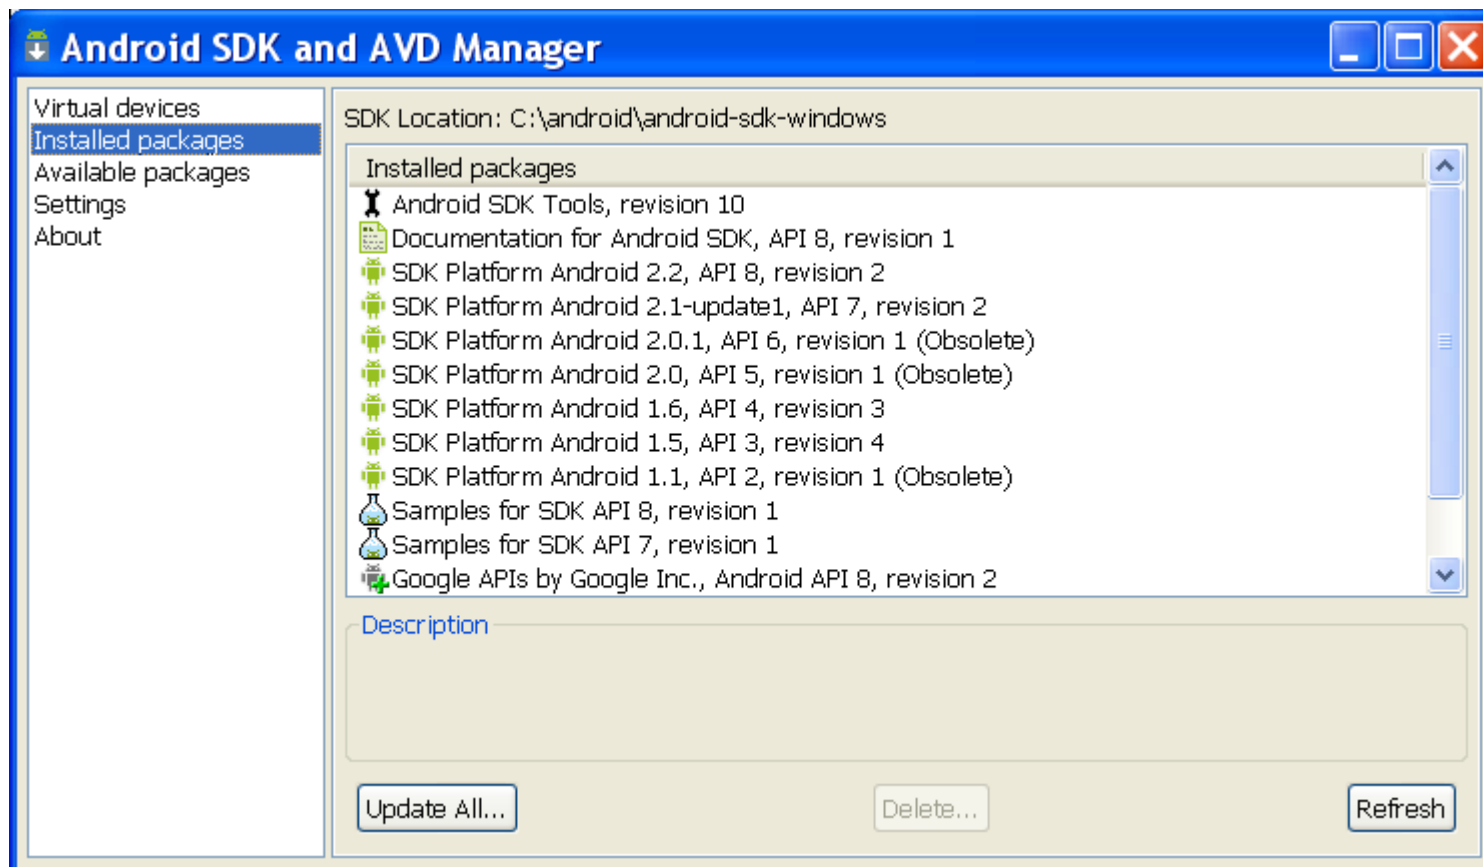 Android SDK and AVD Manager
Virtual devices
Installed packages
Available packages
Settings
About
SDK Location: C:\android\android-sdk-windows
Installed packages
Android SDK Tools, revision 10
Documentation for Android SDK, API 8, revision 1
SDK Platform Android 2.2, API 8, revision 2
SDK Platform Android 2.1-update1, API 7, revision 2
SDK Platform Android 2.0.1, API 6, revision 1 (Obsolete)
SDK Platform Android 2.0, API 5, revision 1 (Obsolete)
SDK Platform Android 1.6, API 4, revision 3
SDK Platform Android 1.5, API 3, revision 4
SDK Platform Android 1.1, API 2, revision 1 (Obsolete)
Samples for SDK API 8, revision 1
Samples for SDK API 7, revision 1
Google APIs by Google Inc., Android API 8, revision 2
Description
Update All...
Delete...
Refresh